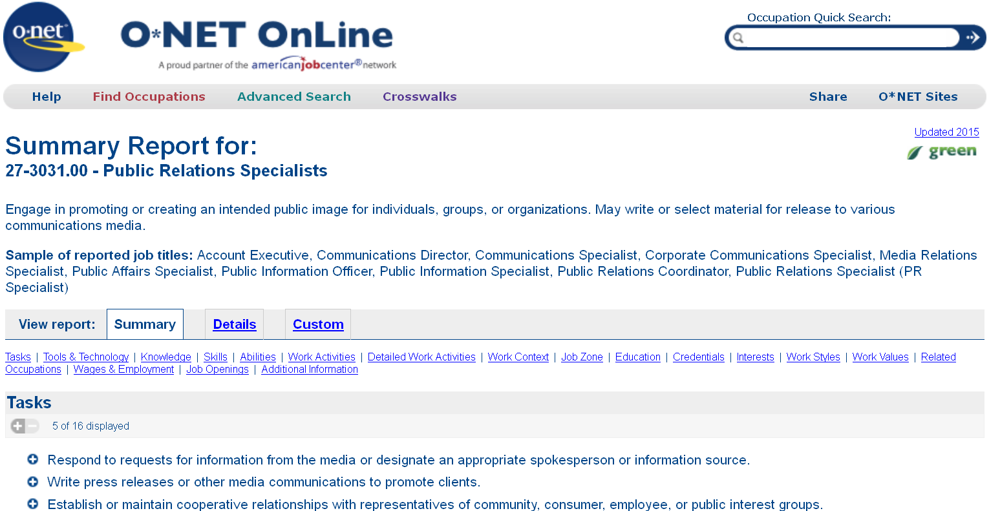 o·net®
O*NET OnLine
A proud partner of the americanjobcenter® network
Occupation Quick Search:
Help Find Occupations Advanced Search Crosswalks Share O*NET Sites
Updated 2015
green
Summary Report for:
27-3031.00 - Public Relations Specialists
Engage in promoting or creating an intended public image for individuals, groups, or organizations. May write or select material for release to various
communications media.
Sample of reported job titles: Account Executive, Communications Director, Communications Specialist, Corporate Communications Specialist, Media Relations
Specialist, Public Affairs Specialist, Public Information Officer, Public Information Specialist, Public Relations Coordinator, Public Relations Specialist (PR
Specialist)
View report: Summary Details Custom
Tasks | Tools & Technology | Knowledge | Skills | Abilities | Work Activities | Detailed Work Activities | Work Context | Job Zone | Education | Credentials | Interests | Work Styles | Work Values | Related
Occupations | Wages & Employment | Job Openings | Additional Information
Tasks
5 of 16 displayed
Respond to requests for information from the media or designate an appropriate spokesperson or information source.
Write press releases or other media communications to promote clients.
Establish or maintain cooperative relationships with representatives of community, consumer, employee, or public interest groups.